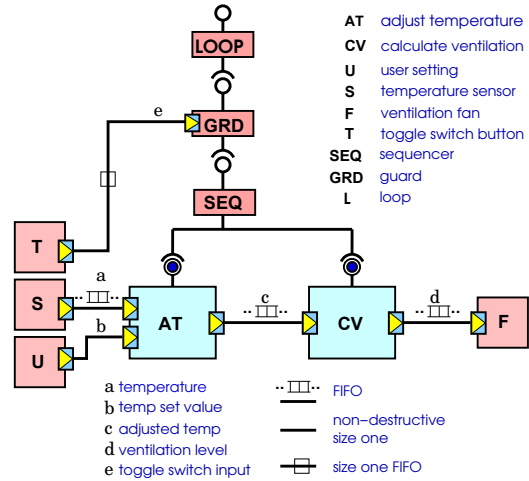 LOOP
e
GRD
SEQ
T
a
S
AT
c
CV
d
F
b
U
AT adjust temperature
CV calculate ventilation
U user setting
S temperature sensor
F ventilation fan
T toggle switch button
SEQ sequencer
GRD guard
L loop
a temperature
b temp set value
c adjusted temp
d ventilation level
e toggle switch input
FIFO
non-destructive
size one
size one FIFO